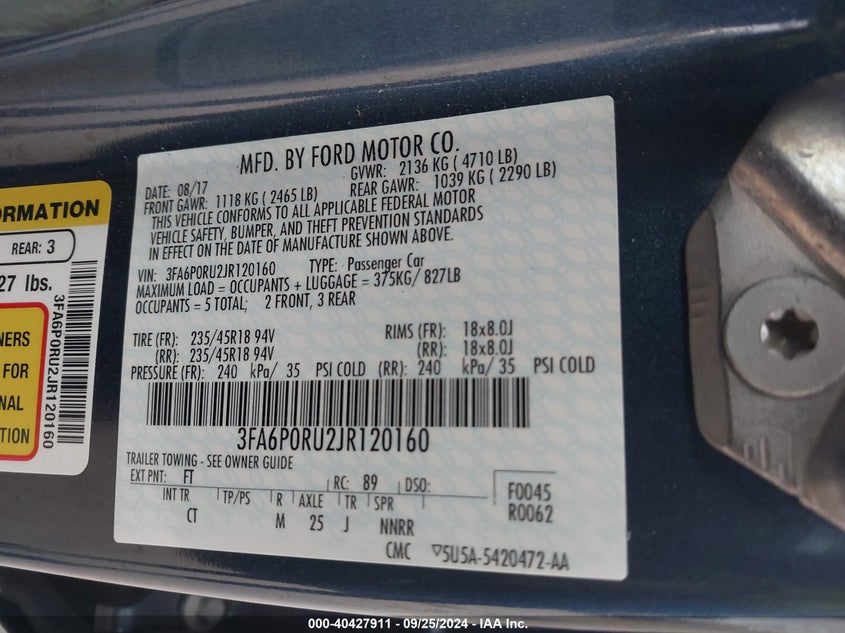 MFD. BY FORD MOTOR CO.
DATE: 08/17
GVWR: 2136 KG ( 4710 LB)
FRONT GAWR: 1118 KG ( 2465 LB)
REAR GAWR: 1039 KG ( 2290 LB)
THIS VEHICLE CONFORMS TO ALL APPLICABLE FEDERAL MOTOR
VEHICLE SAFETY, BUMPER, AND THEFT PREVENTION STANDARDS
IN EFFECT ON THE DATE OF MANUFACTURE SHOWN ABOVE.
VIN: 3FA6P0RU2JR120160 TYPE: Passenger Car
MAXIMUM LOAD = OCCUPANTS + LUGGAGE = 375KG/ 827LB
OCCUPANTS = 5 TOTAL; 2 FRONT, 3 REAR
TIRE (FR): 235/45R18 94V RIMS (FR): 18x8.0J
(RR): 235/45R18 94V (RR): 18x8.0J
PRESSURE (FR): 240 kPa/ 35 PSI COLD (RR): 240 kPa/ 35 PSI COLD
3FA6P0RU2JR120160
TRAILER TOWING - SEE OWNER GUIDE
EXT PNT: FT RC: 89 DSO: F0045
INT TR TP/PS R AXLE TR SPR R0062
CT M 25 J NNRR
CMC ▽5U5A-5420472-AA
ORMATION
REAR: 3
27 lbs.
NERS
FOR
NAL
ATION
3FA6P0RU2JR120160
000-40427911 - 09/25/2024 - IAA Inc.